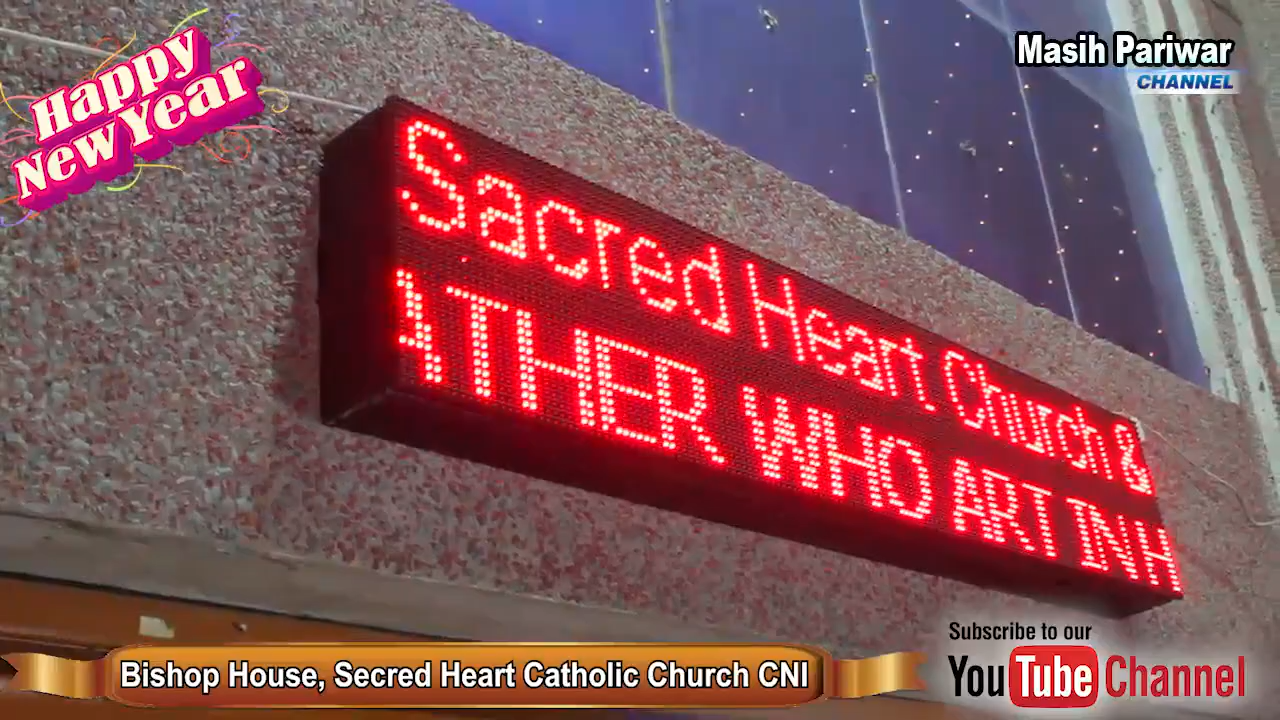 Happy
New Year
Masih Pariwar
CHANNEL
Sacred Heart Church &
ATHER WHO ART IN H
Bishop House, Secred Heart Catholic Church CNI
Subscribe to our
YouTube Channel